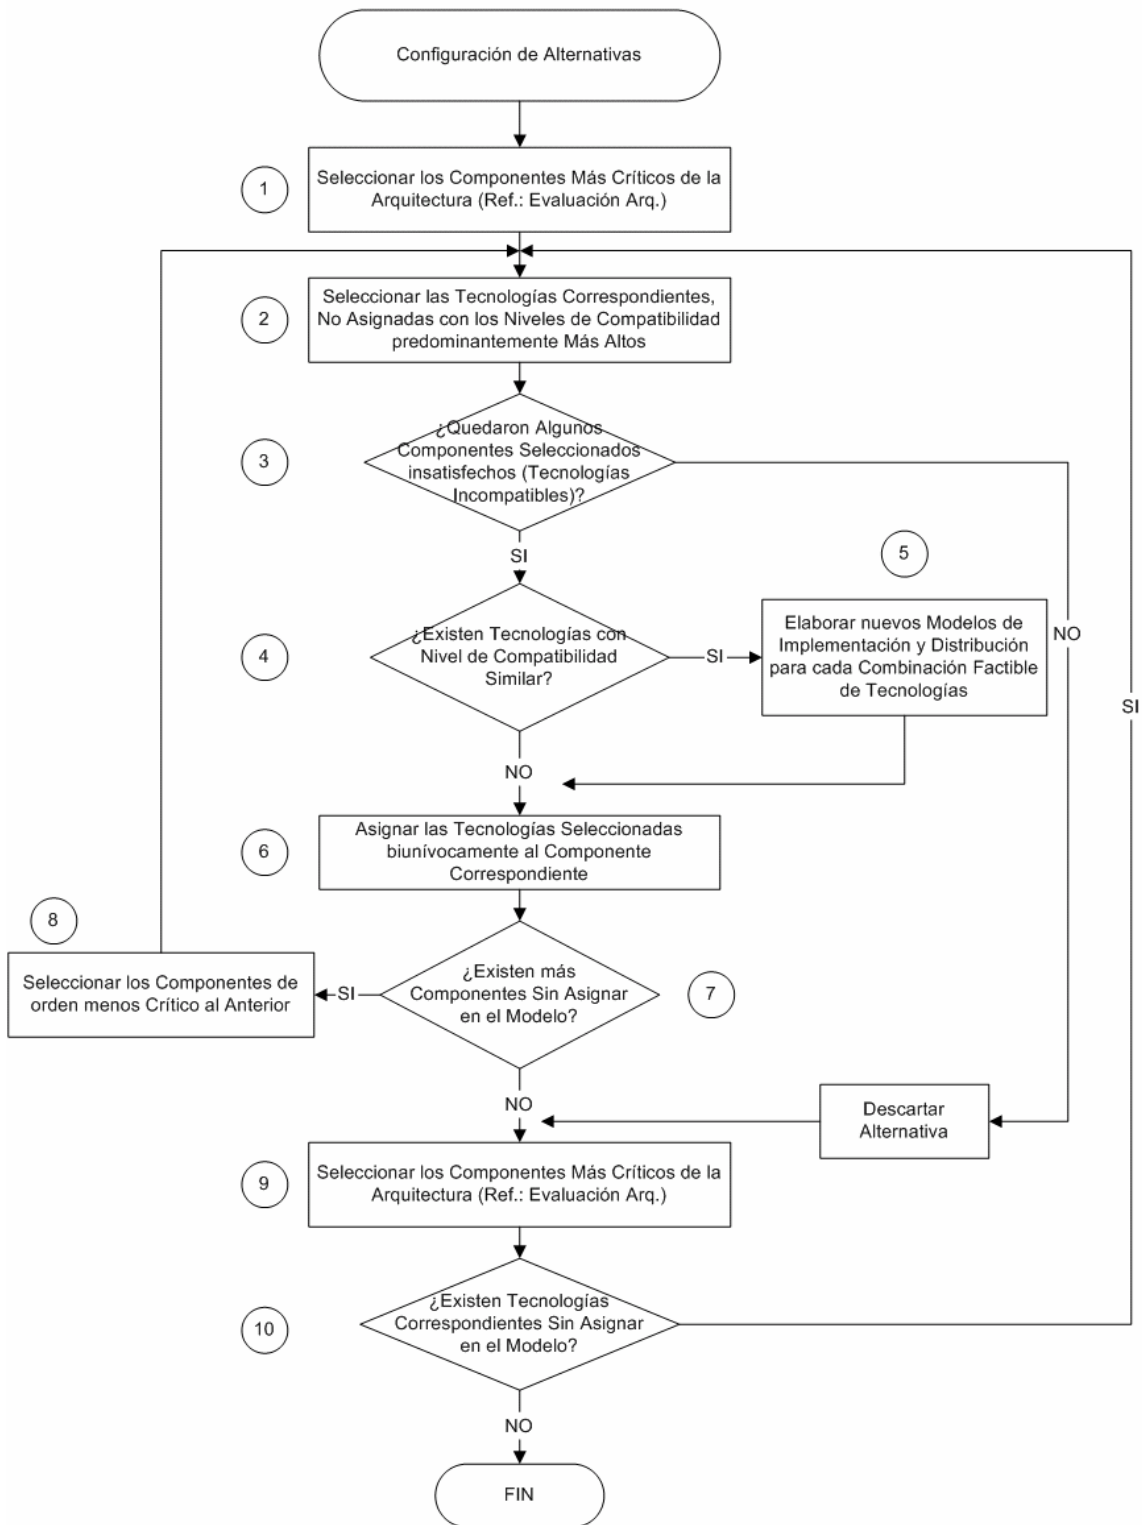 Configuración de Alternativas
1
Seleccionar los Componentes Más Críticos de la
Arquitectura (Ref.: Evaluación Arq.)
2
Seleccionar las Tecnologías Correspondientes,
No Asignadas con los Niveles de Compatibilidad
predominantemente Más Altos
3
¿Quedaron Algunos
Componentes Seleccionados
insatisfechos (Tecnologías
Incompatibles)?
SI
5
4
¿Existen Tecnologías con
Nivel de Compatibilidad
Similar?
SI
Elaborar nuevos Modelos de
Implementación y Distribución
para cada Combinación Factible
de Tecnologías
NO
SI
NO
6
Asignar las Tecnologías Seleccionadas
biunívocamente al Componente
Correspondiente
8
Seleccionar los Componentes de
orden menos Crítico al Anterior
SI
¿Existen más
Componentes Sin Asignar
en el Modelo?
7
NO
Descartar
Alternativa
9
Seleccionar los Componentes Más Críticos de la
Arquitectura (Ref.: Evaluación Arq.)
10
¿Existen Tecnologías
Correspondientes Sin Asignar
en el Modelo?
NO
FIN